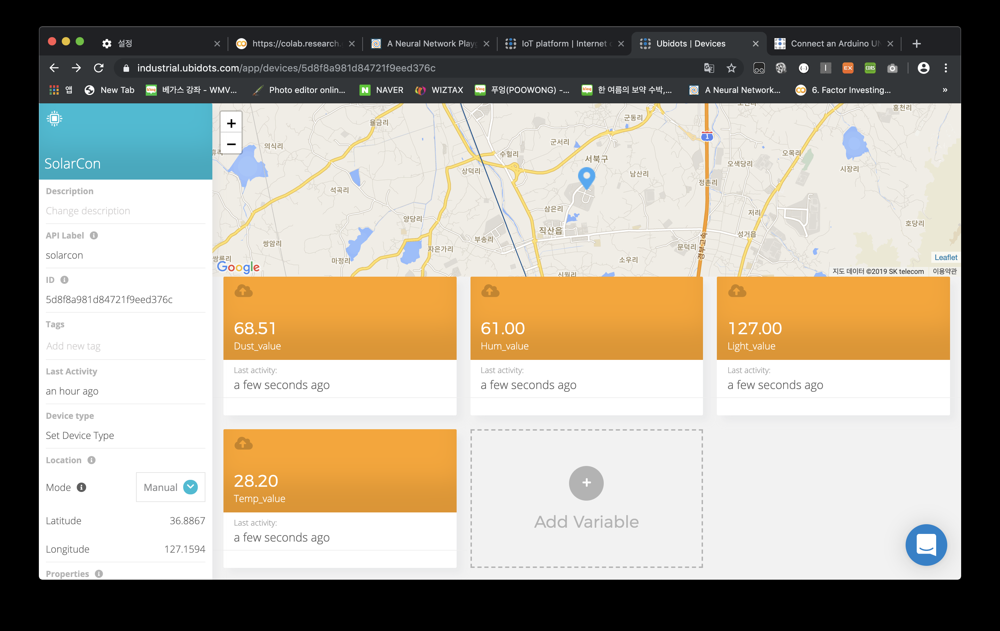 설정
https://colab.research.
A Neural Network Playg
IoT platform | Internet
Ubidots | Devices
Connect an Arduino UN
industrial.ubidots.com/app/devices/5d8f8a981d84721f9eed376c
EX
CORS
앱
New Tab
blog
베가스 강좌 - WMV...
Photo editor onlin...
N
NAVER
WIZTAX
blog
푸엉(POOWONG) -...
blog
한 여름의 보약 수박,...
A Neural Network...
6. Factor Investing...
»
SolarCon
Description
Change description
API Label
solarcon
ID
5d8f8a981d84721f9eed376c
Tags
Add new tag
Last Activity
an hour ago
Device type
Set Device Type
Location
Mode
Manual
Latitude
36.8867
Longitude
127.1594
Properties
+
−
홍천리
율금리
군동리
1
의식리
군서리
수헐리
서북구
오목리
상덕리
남산리
오색당리
시장리
정촌리
석곡리
삼은리
양당리
저리
직산읍
호당리
성거읍
부송리
쌍암리
자은가리
문덕리
경부고속
마정리
소우리
쌍룡리
신월리
Google
Leaflet
지도 데이터 ©2019 SK telecom
이용약관
68.51
Dust_value
Last activity:
a few seconds ago
61.00
Hum_value
Last activity:
a few seconds ago
127.00
Light_value
Last activity:
a few seconds ago
28.20
Temp_value
Last activity:
a few seconds ago
+
Add Variable